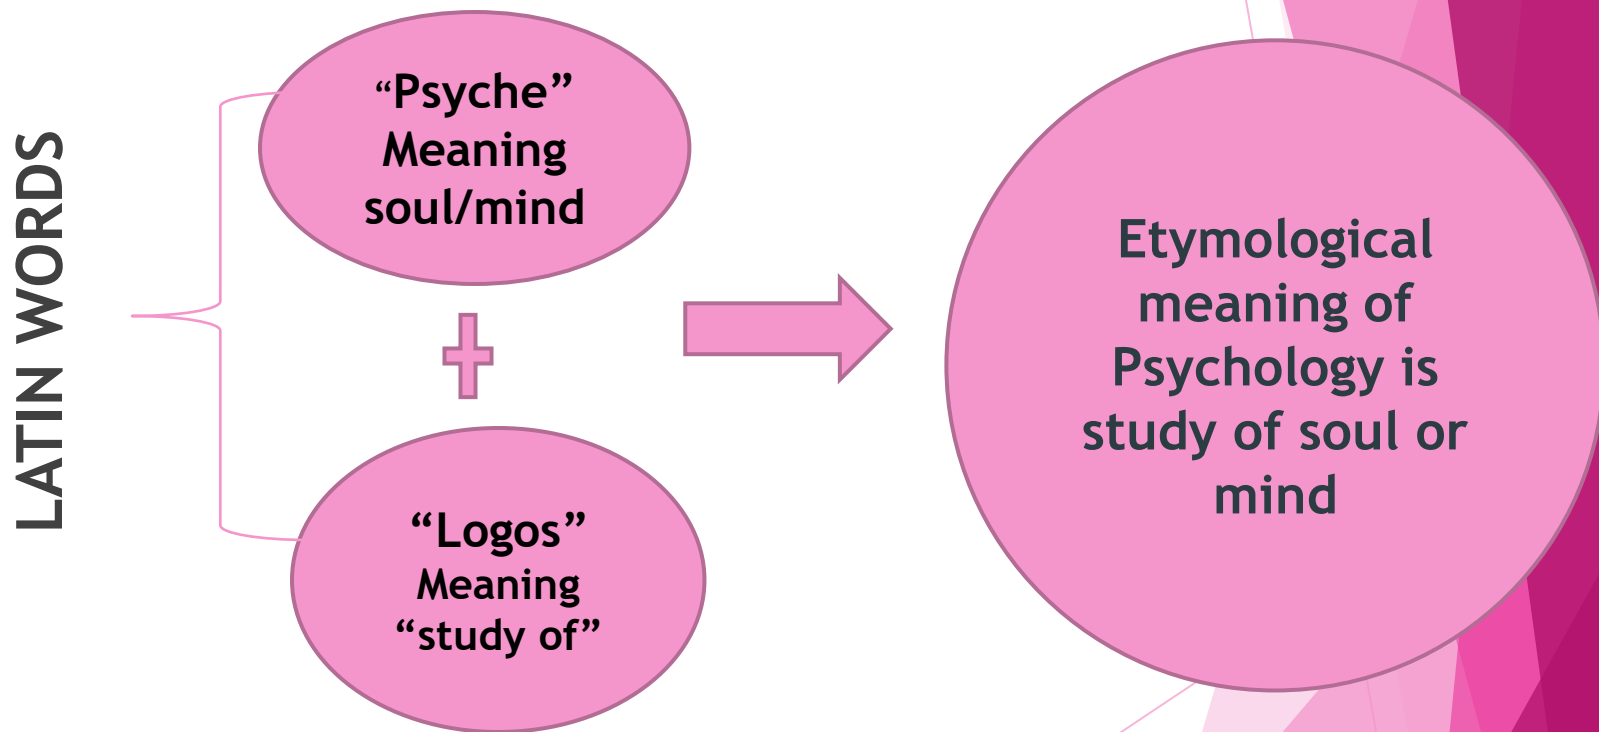 LATIN WORDS
“Psyche”
Meaning
soul/mind
“Logos”
Meaning
“study of”
Etymological
meaning of
Psychology is
study of soul or
mind